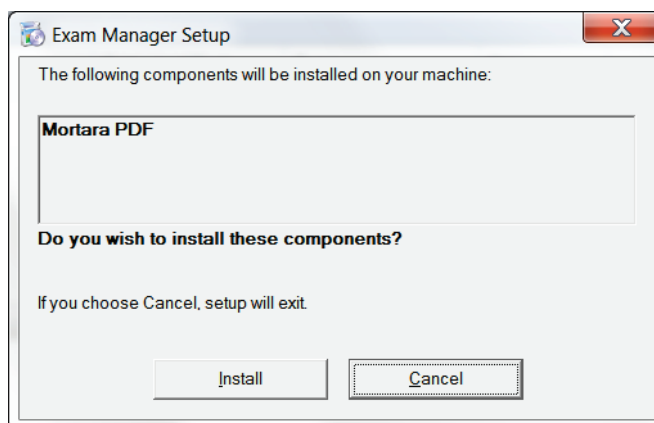 Exam Manager Setup
The following components will be installed on your machine:
Mortara PDF
Do you wish to install these components?
If you choose Cancel, setup will exit.
Install
Cancel